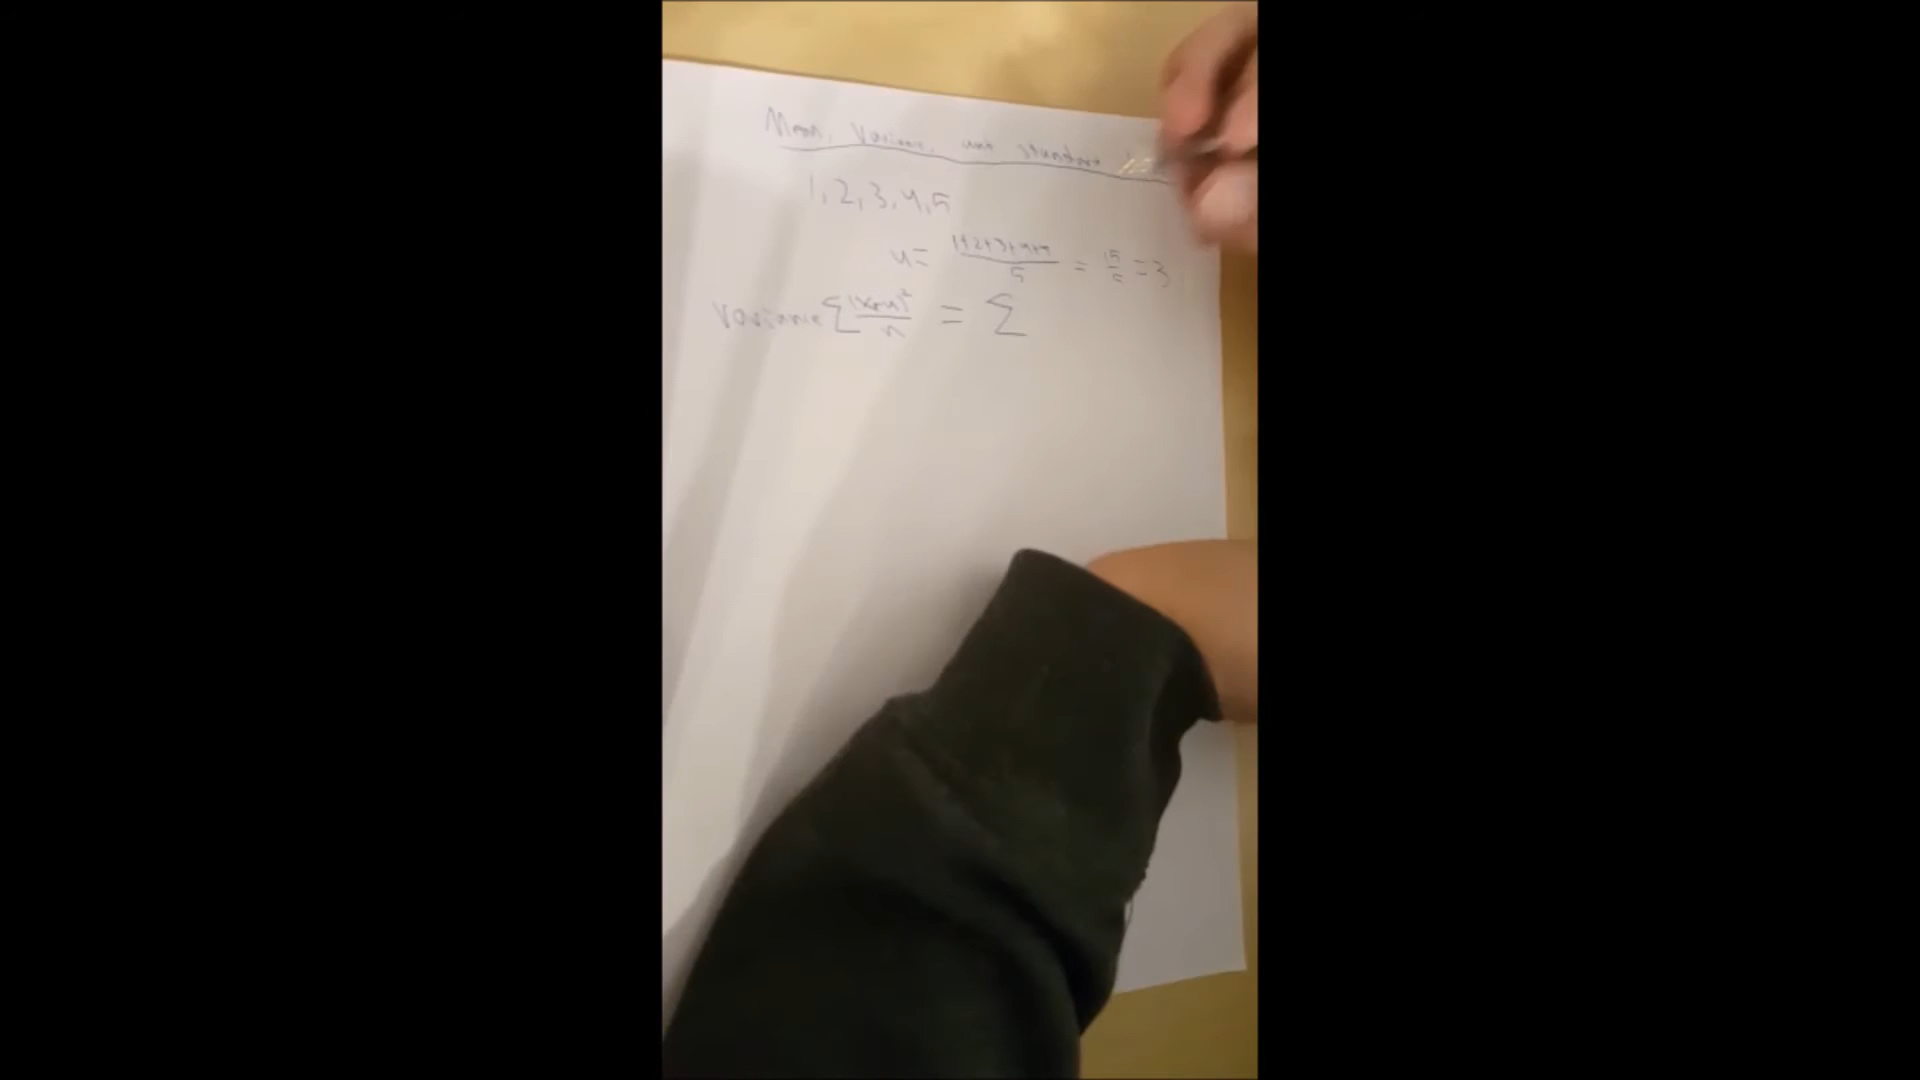 Mean, Variance, and standard
1, 2, 3, 4, 5
u = 1+2+3+4+5 / 5 = 15/5 = 3
Variance Σ (x-u)² / n = Σ